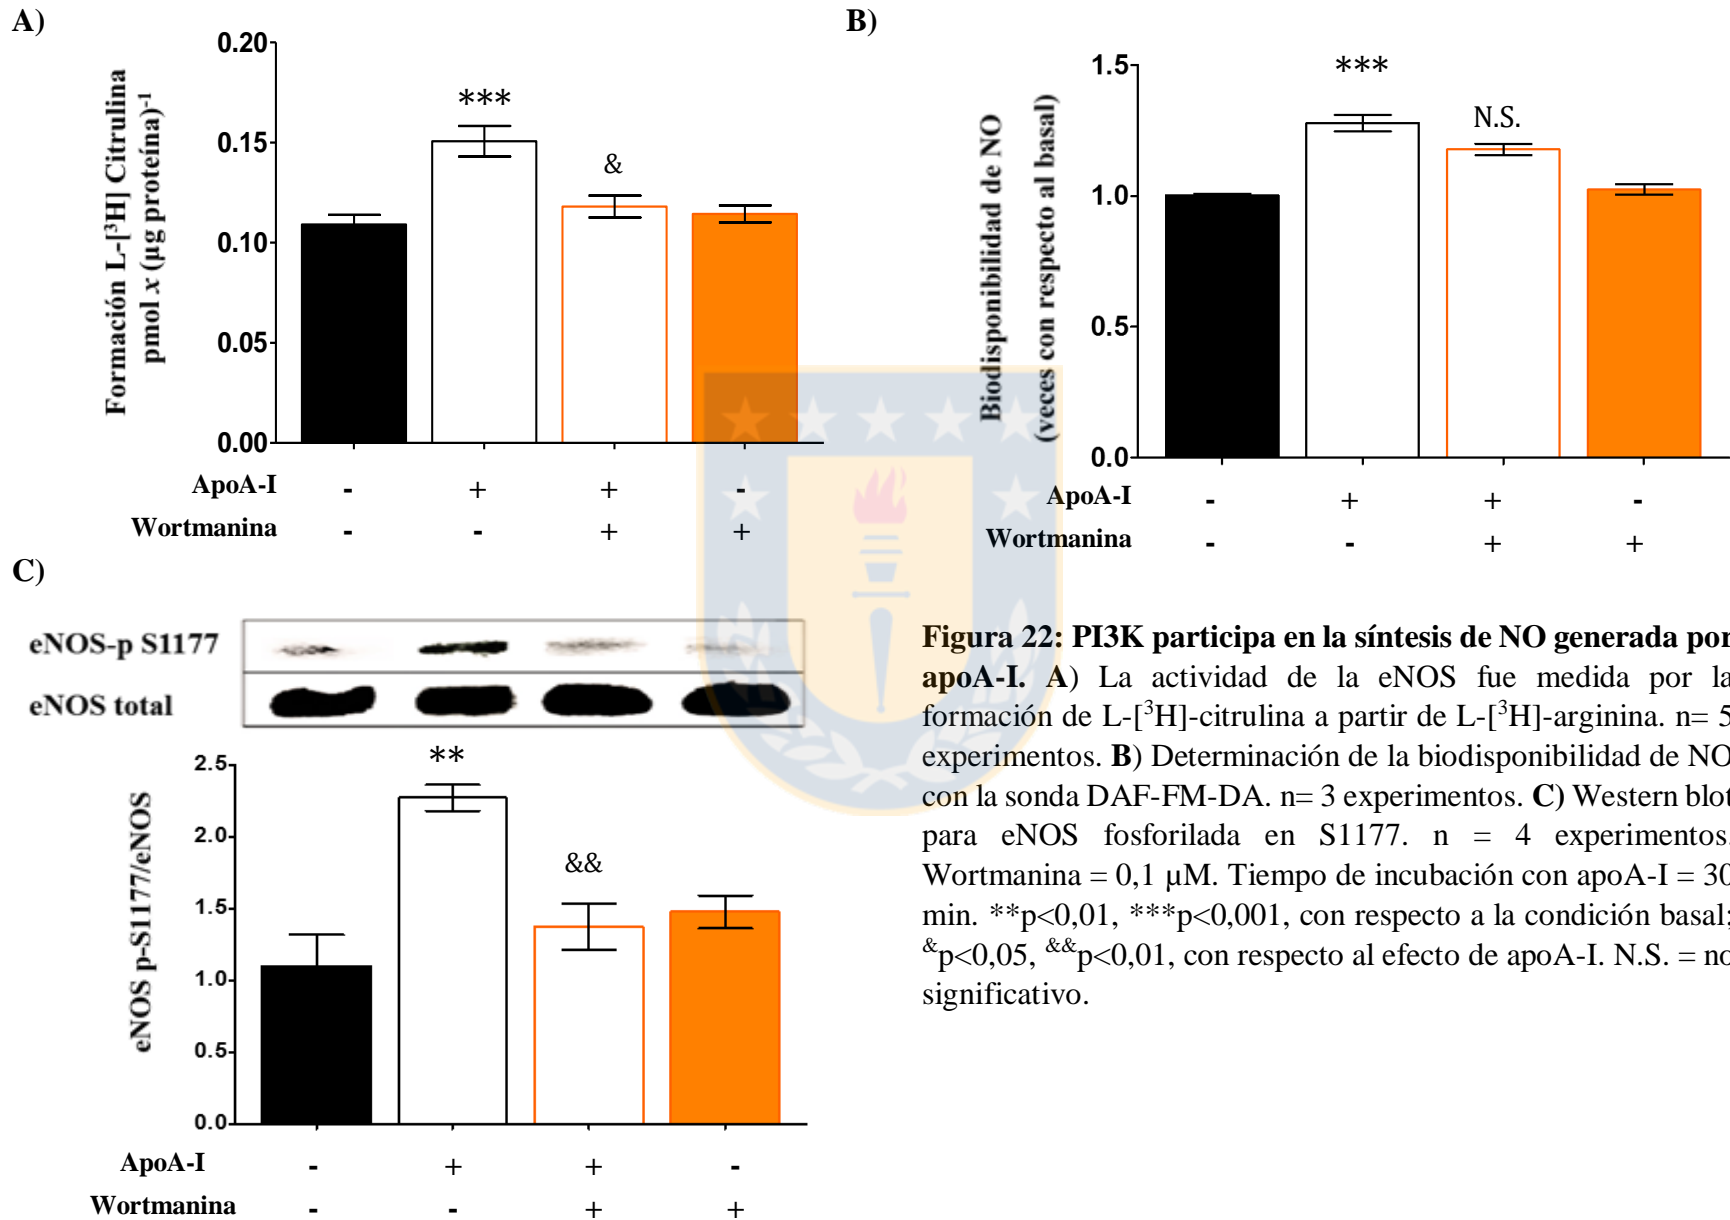 A)
0.20
0.15
0.10
0.05
0.00
Formación L-[³H] Citrulina
pmol x (µg proteína)⁻¹
***
&
ApoA-I - + + -
Wortmanina - - + +
B)
1.5
1.0
0.5
0.0
Biodisponibilidad de NO
(veces con respecto al basal)
***
N.S.
ApoA-I - + + -
Wortmanina - - + +
C)
eNOS-p S1177
eNOS total
2.5
2.0
1.5
1.0
0.5
0.0
eNOS p-S1177/eNOS
**
&&
ApoA-I - + + -
Wortmanina - - + +
Figura 22: PI3K participa en la síntesis de NO generada por
apoA-I. A) La actividad de la eNOS fue medida por la
formación de L-[³H]-citrulina a partir de L-[³H]-arginina. n= 5
experimentos. B) Determinación de la biodisponibilidad de NO
con la sonda DAF-FM-DA. n= 3 experimentos. C) Western blot
para eNOS fosforilada en S1177. n = 4 experimentos.
Wortmanina = 0,1 µM. Tiempo de incubación con apoA-I = 30
min. **p<0,01, ***p<0,001, con respecto a la condición basal;
&p<0,05, &&p<0,01, con respecto al efecto de apoA-I. N.S. = no
significativo.